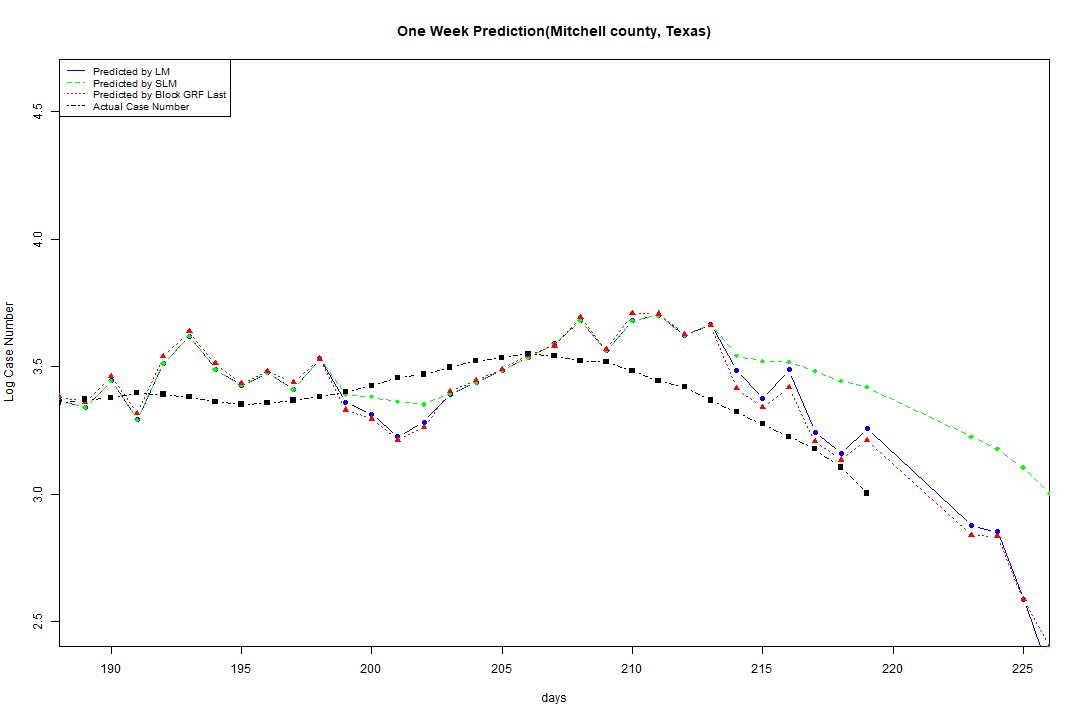 One Week Prediction(Mitchell county, Texas)
Predicted by LM
Predicted by SLM
Predicted by Block GRF Last
Actual Case Number
4.5
4.0
3.5
3.0
2.5
Log Case Number
190 195 200 205 210 215 220 225
days